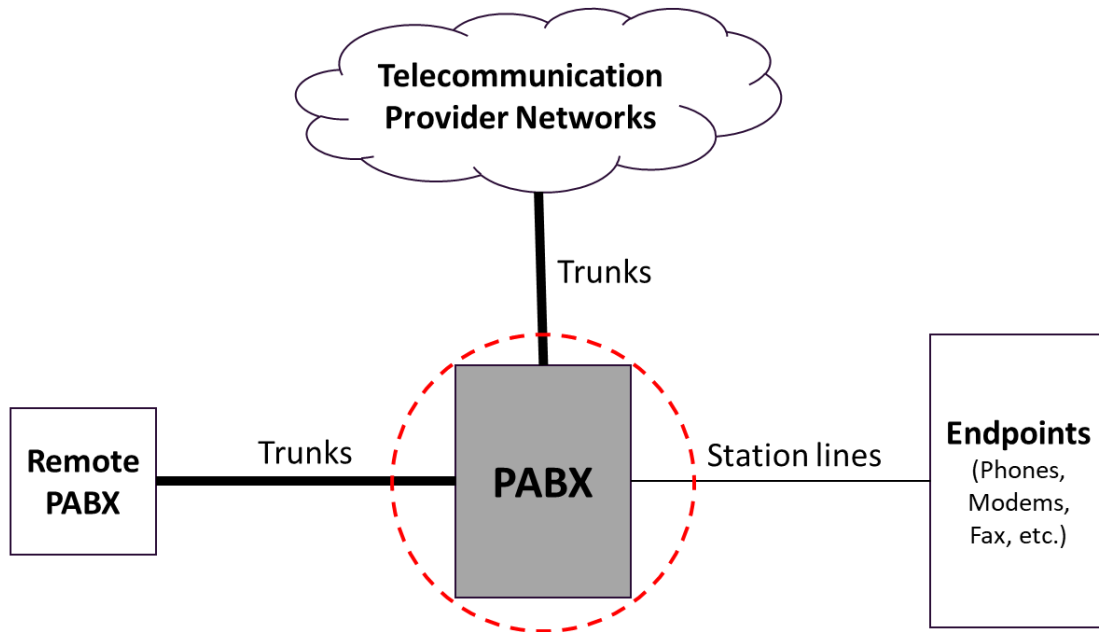 Telecommunication
Provider Networks
Trunks
Trunks
Station lines
Remote
PABX
PABX
Endpoints
(Phones,
Modems,
Fax, etc.)